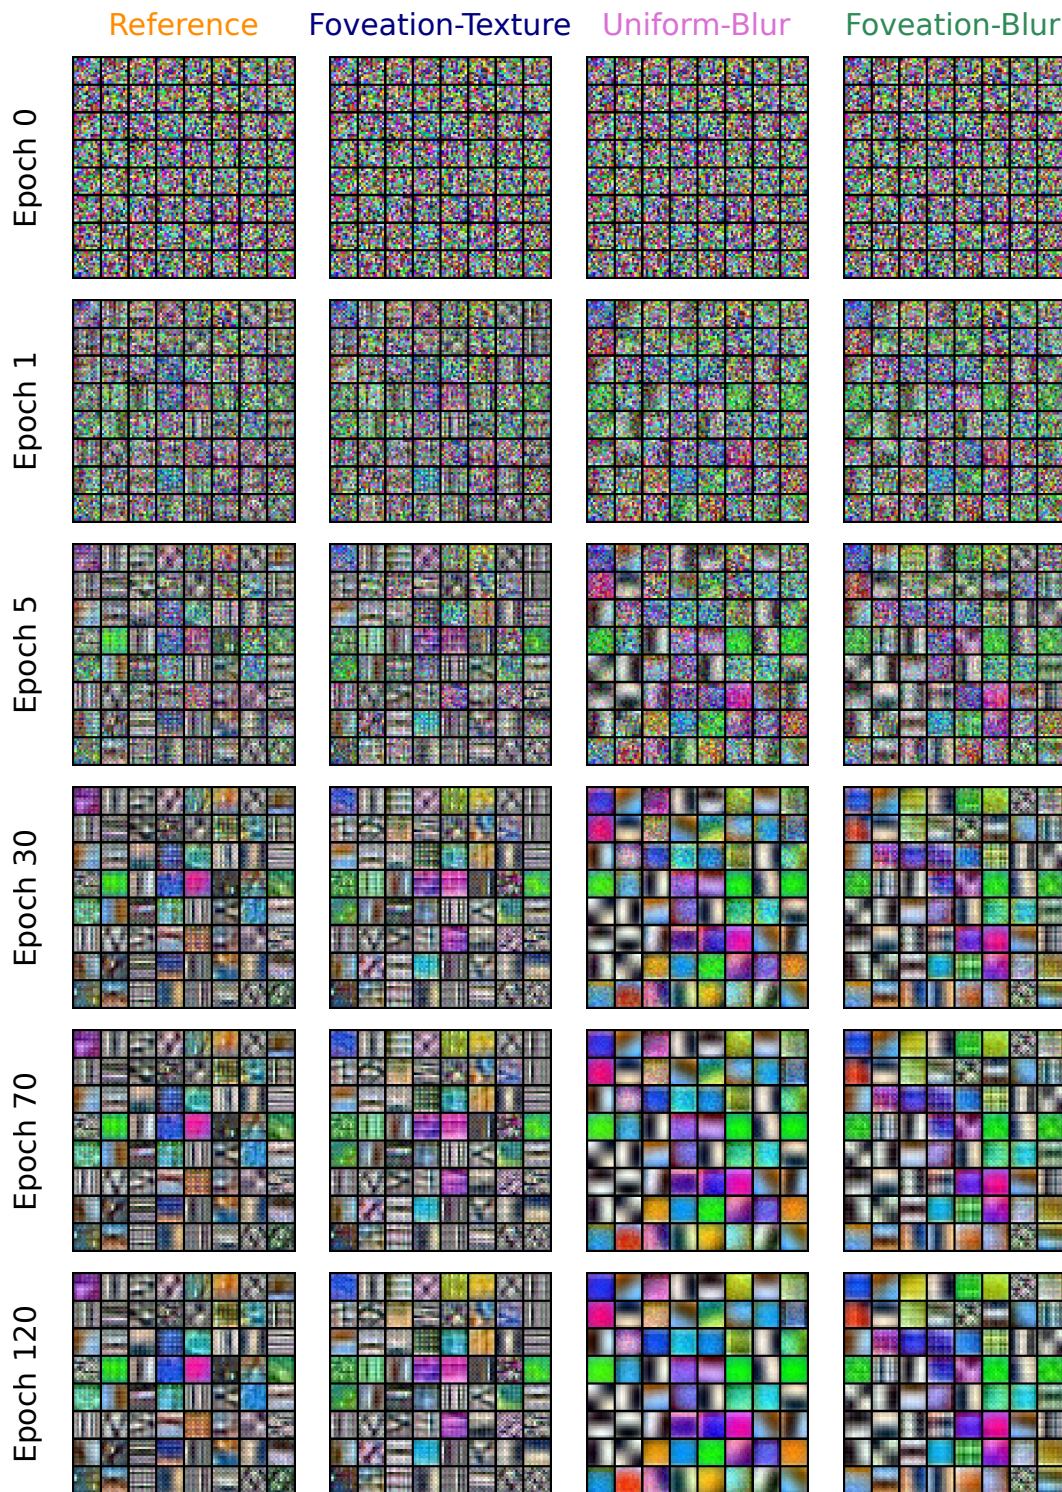 Reference Foveation-Texture Uniform-Blur Foveation-Blur
Epoch 0
Epoch 1
Epoch 5
Epoch 30
Epoch 70
Epoch 120